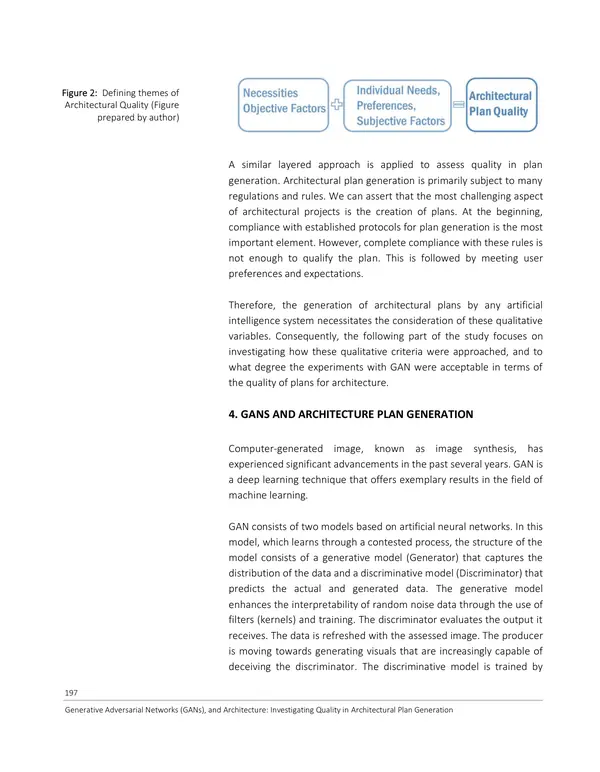 Figure 2: Defining themes of
Architectural Quality (Figure
prepared by author)
Necessities
Objective Factors
Individual Needs,
Preferences,
Subjective Factors
Architectural
Plan Quality
A similar layered approach is applied to assess quality in plan
generation. Architectural plan generation is primarily subject to many
regulations and rules. We can assert that the most challenging aspect
of architectural projects is the creation of plans. At the beginning,
compliance with established protocols for plan generation is the most
important element. However, complete compliance with these rules is
not enough to qualify the plan. This is followed by meeting user
preferences and expectations.
Therefore, the generation of architectural plans by any artificial
intelligence system necessitates the consideration of these qualitative
variables. Consequently, the following part of the study focuses on
investigating how these qualitative criteria were approached, and to
what degree the experiments with GAN were acceptable in terms of
the quality of plans for architecture.
4. GANS AND ARCHITECTURE PLAN GENERATION
Computer-generated image, known as image synthesis, has
experienced significant advancements in the past several years. GAN is
a deep learning technique that offers exemplary results in the field of
machine learning.
GAN consists of two models based on artificial neural networks. In this
model, which learns through a contested process, the structure of the
model consists of a generative model (Generator) that captures the
distribution of the data and a discriminative model (Discriminator) that
predicts the actual and generated data. The generative model
enhances the interpretability of random noise data through the use of
filters (kernels) and training. The discriminator evaluates the output it
receives. The data is refreshed with the assessed image. The producer
is moving towards generating visuals that are increasingly capable of
deceiving the discriminator. The discriminative model is trained by
197
Generative Adversarial Networks (GANs), and Architecture: Investigating Quality in Architectural Plan Generation